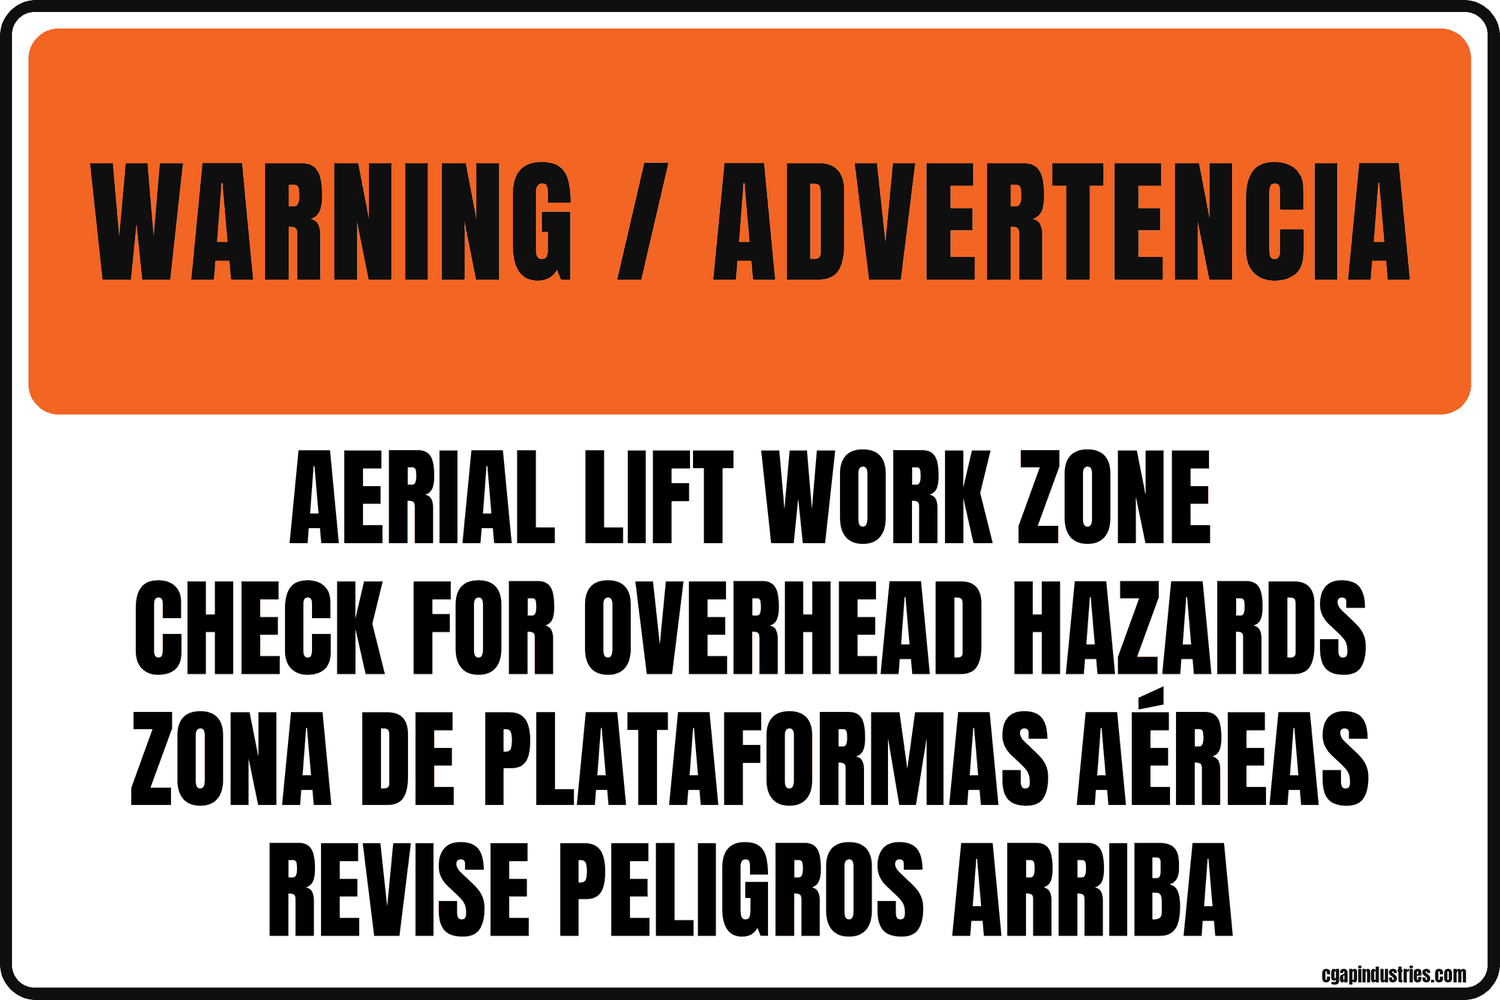 WARNING / ADVERTENCIA
AERIAL LIFT WORK ZONE
CHECK FOR OVERHEAD HAZARDS
ZONA DE PLATAFORMAS AÉREAS
REVISE PELIGROS ARRIBA
cgapindustries.com